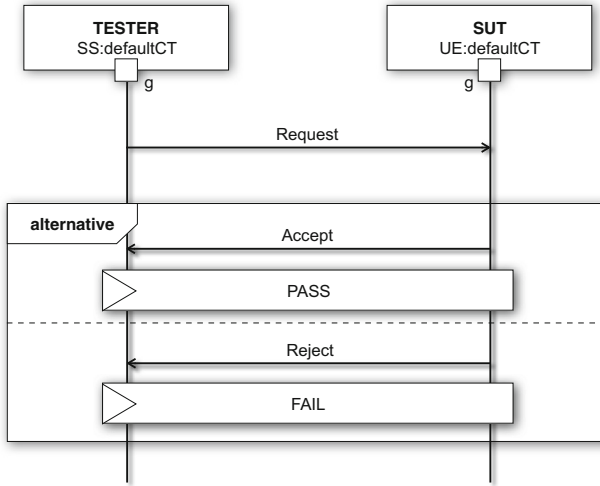 TESTER
SS:defaultCT
SUT
UE:defaultCT
g
g
Request
alternative
Accept
PASS
Reject
FAIL